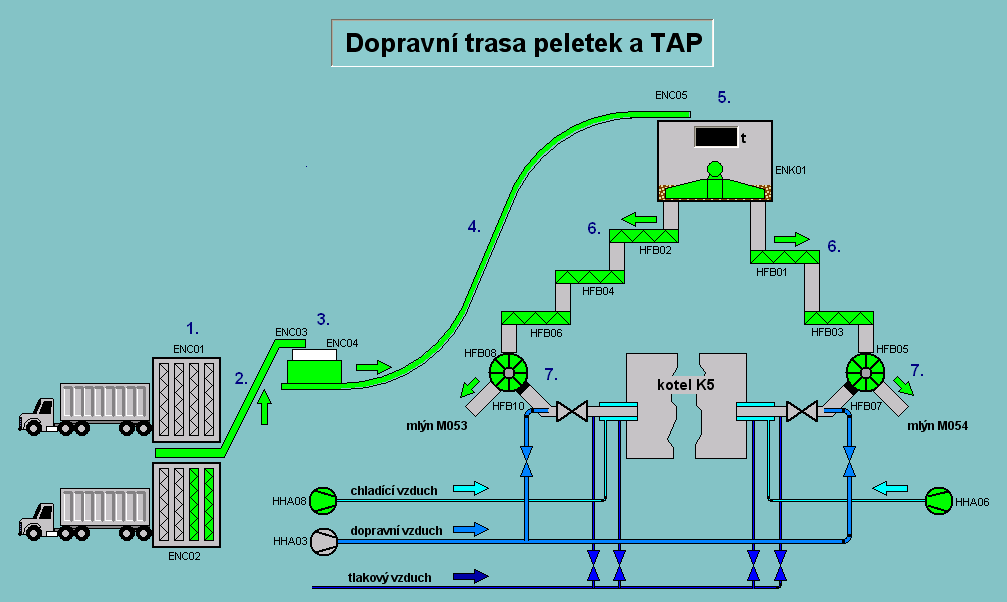 Dopravní trasa peletek a TAP
ENC05
5.
t
ENK01
4.
6.
HFB02
6.
HFB01
HFB04
3.
1.
ENC03
ENC04
HFB06
HFB03
ENC01
HFB08
HFB05
2.
7.
kotel K5
7.
HFB10
HFB07
mlýn M053
mlýn M054
HHA08
chladící vzduch
HHA06
dopravní vzduch
HHA03
ENC02
tlakový vzduch